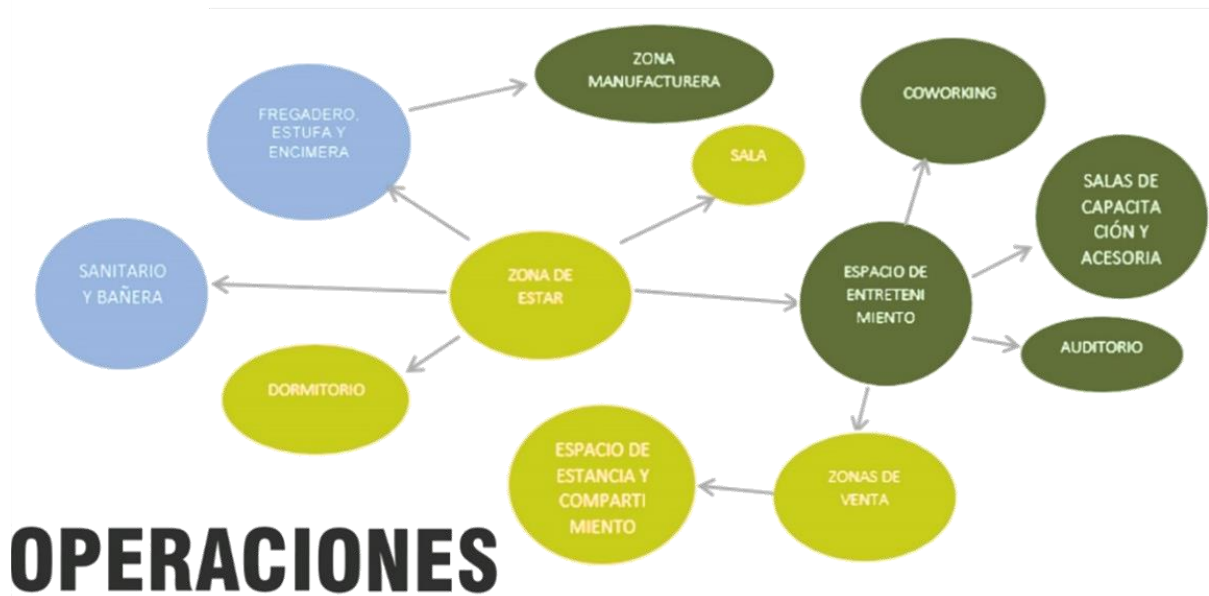 ZONA
MANUFACTURERA
COWORKING
FREGADERO,
ESTUFA Y
ENCIMERA
SALA
SALAS DE
CAPACITA
CIÓN Y
ACESORIA
SANITARIO
Y BAÑERA
ZONA DE
ESTAR
ESPACIO DE
ENTRETENI
MIENTO
AUDITORIO
DORMITORIO
ESPACIO DE
ESTANCIA Y
COMPARTI
MIENTO
ZONAS DE
VENTA
OPERACIONES